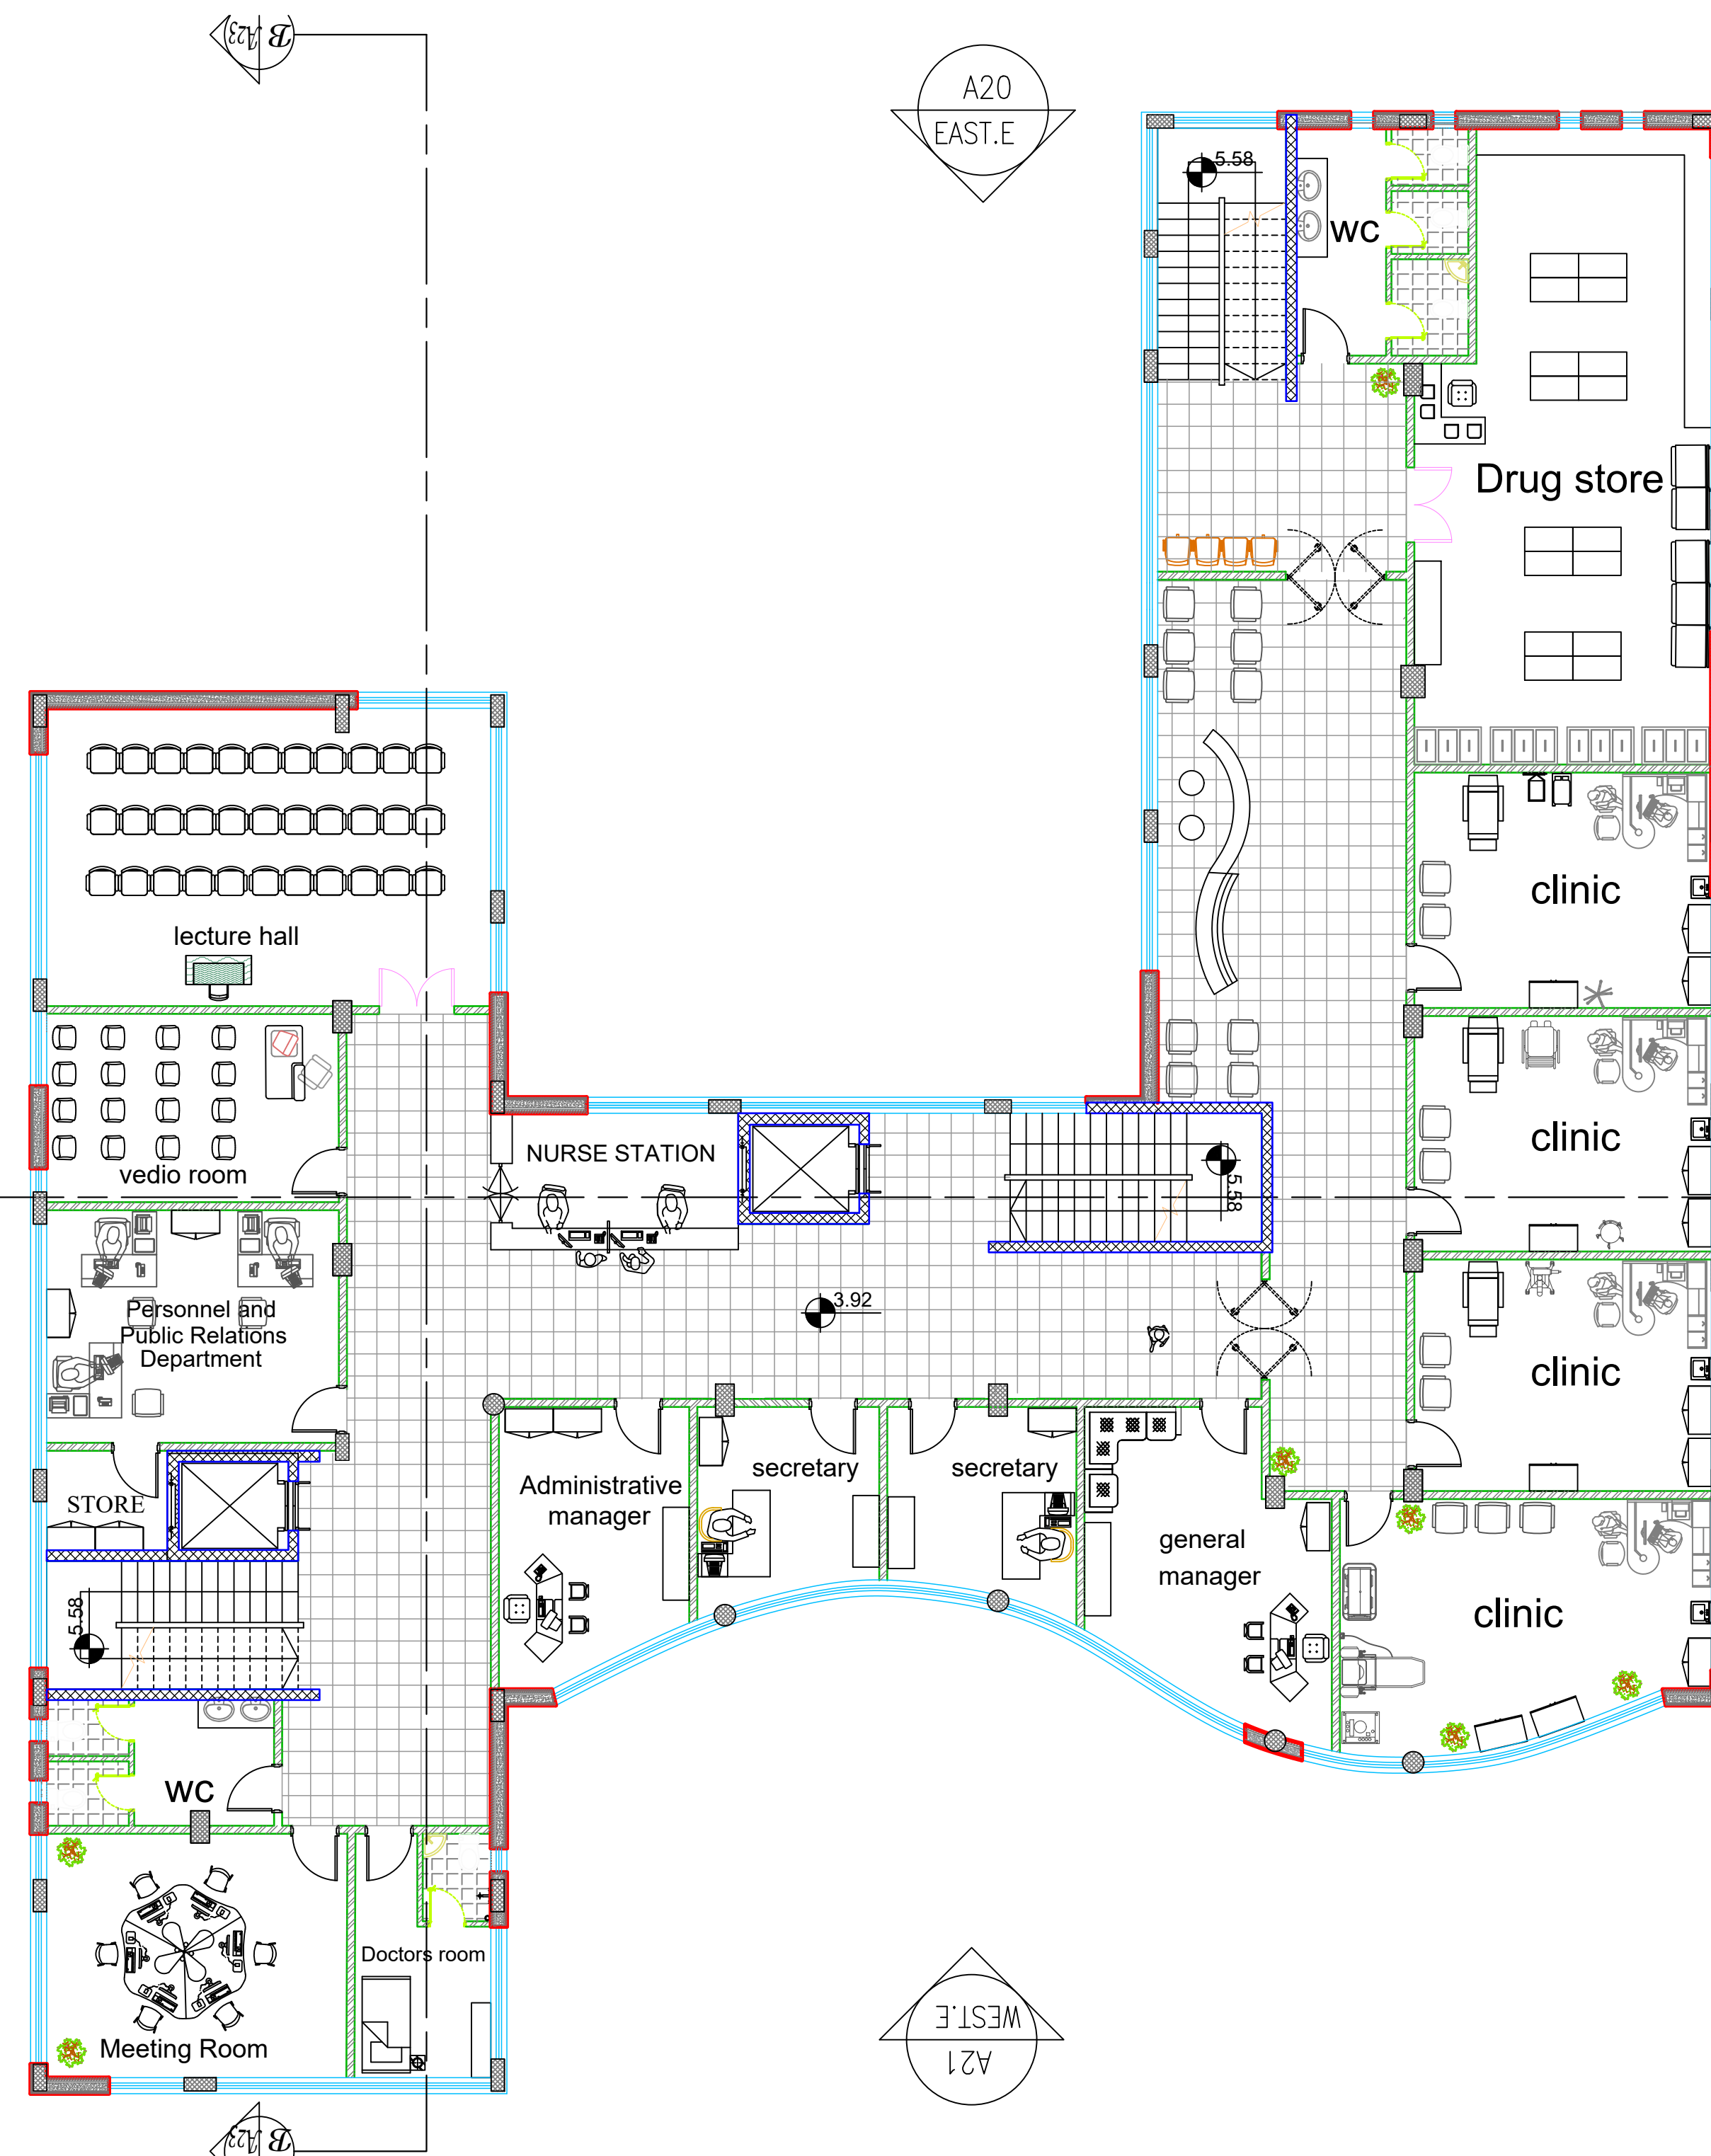 B
A23
A20
EAST.E
5.58
wc
Drug store
lecture hall
clinic
NURSE STATION
clinic
vedio room
5.58
3.92
Personnel and
Public Relations
Department
clinic
secretary
secretary
Administrative
manager
STORE
general
manager
5.58
clinic
wc
Doctors room
WEST.E
A21
Meeting Room
B
A23